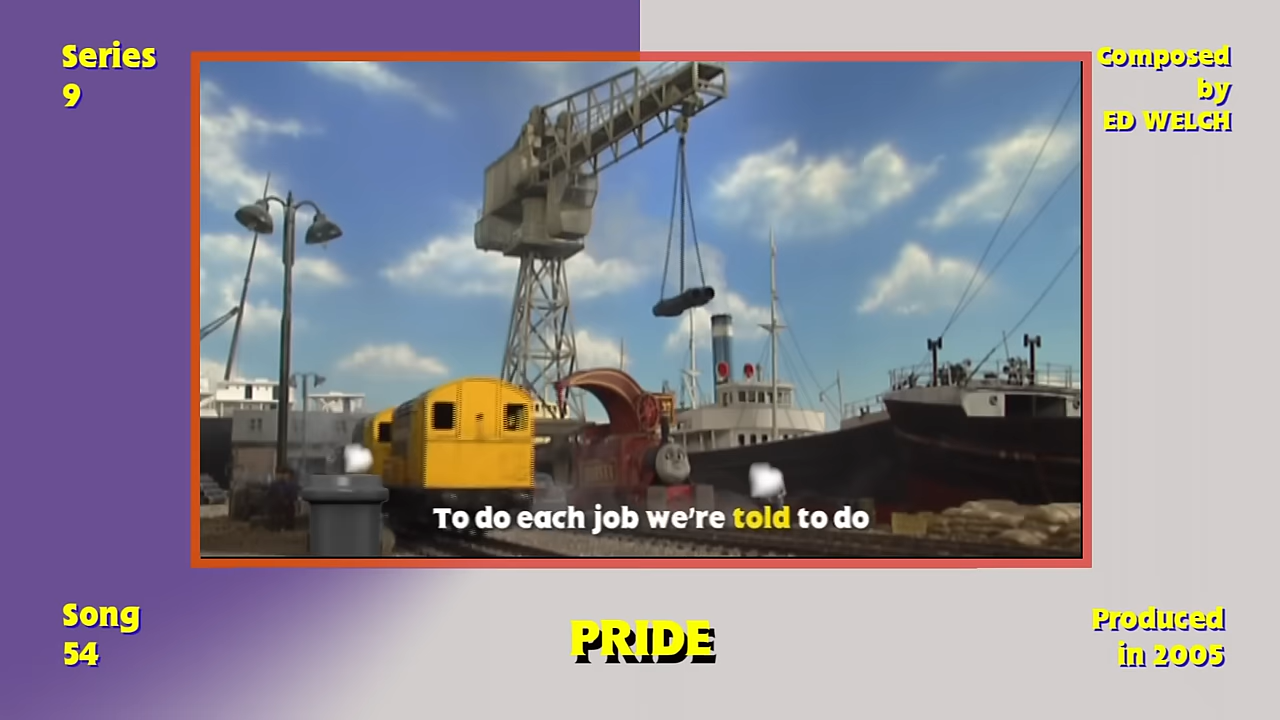 Series
9
Composed
by
ED WELCH
To do each job we're told to do
Song
54
PRIDE
Produced
in 2005